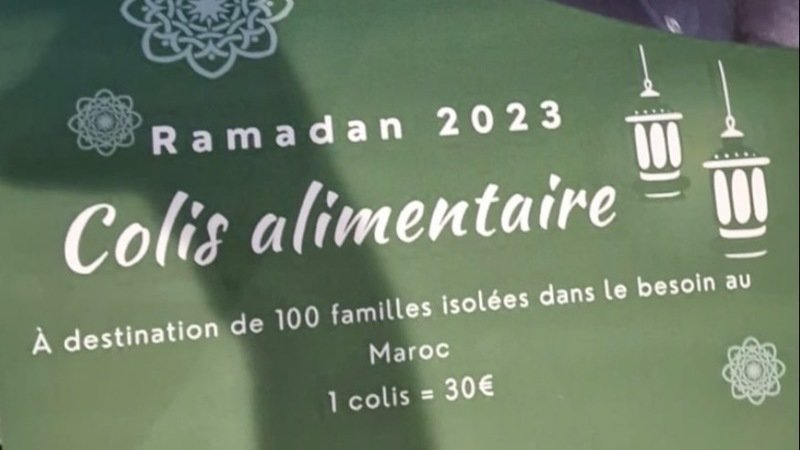 Ramadan 2023
Colis alimentaire
À destination de 100 familles isolées dans le besoin au
Maroc
1 colis = 30€